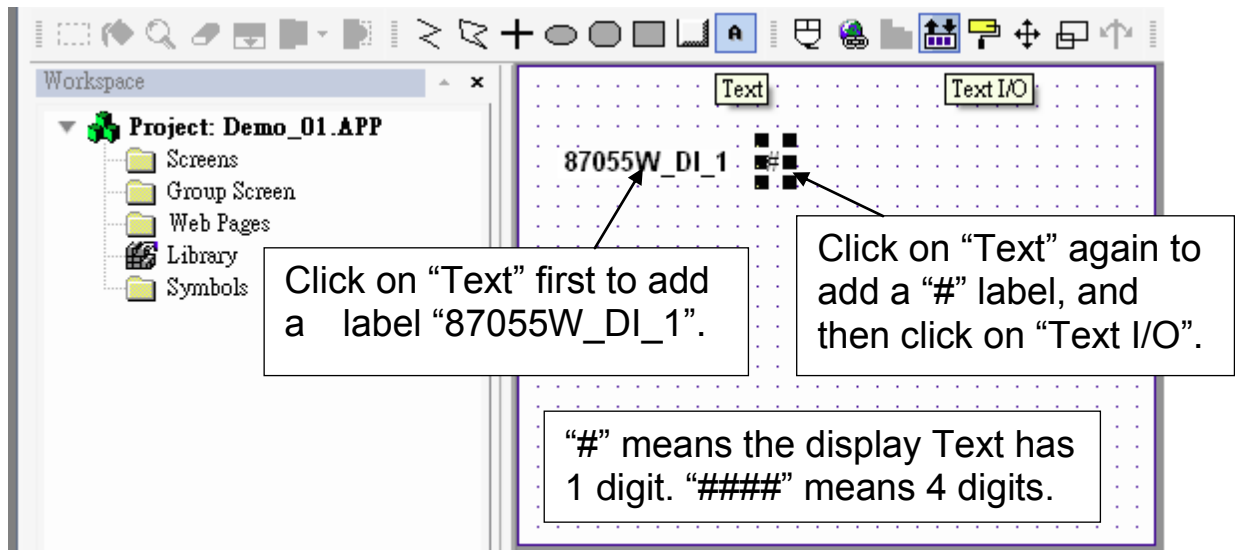 A
Workspace
Text
Text I/O
Project: Demo_01.APP
Screens
Group Screen
Web Pages
Library
Symbols
87055W_DI_1
#
Click on “Text” first to add
a label “87055W_DI_1”.
Click on “Text” again to
add a “#” label, and
then click on “Text I/O”.
“#” means the display Text has
1 digit. “####” means 4 digits.